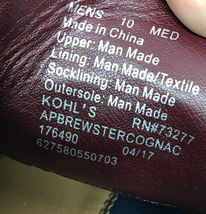 MENS 10 MED
Made in China
Upper: Man Made
Lining: Man Made/Textile
Socklining: Man Made
Outersole: Man Made
KOHL'S RN#73277
APBREWSTERCOGNAC
176490 04/17
627580550703